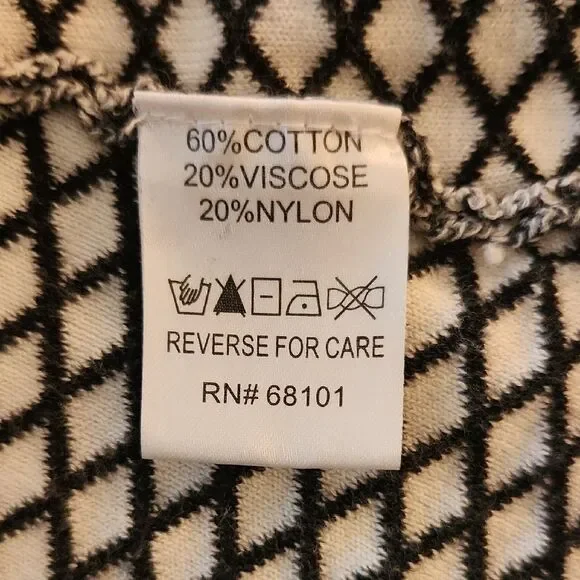 60%COTTON
20%VISCOSE
20%NYLON
REVERSE FOR CARE
RN# 68101